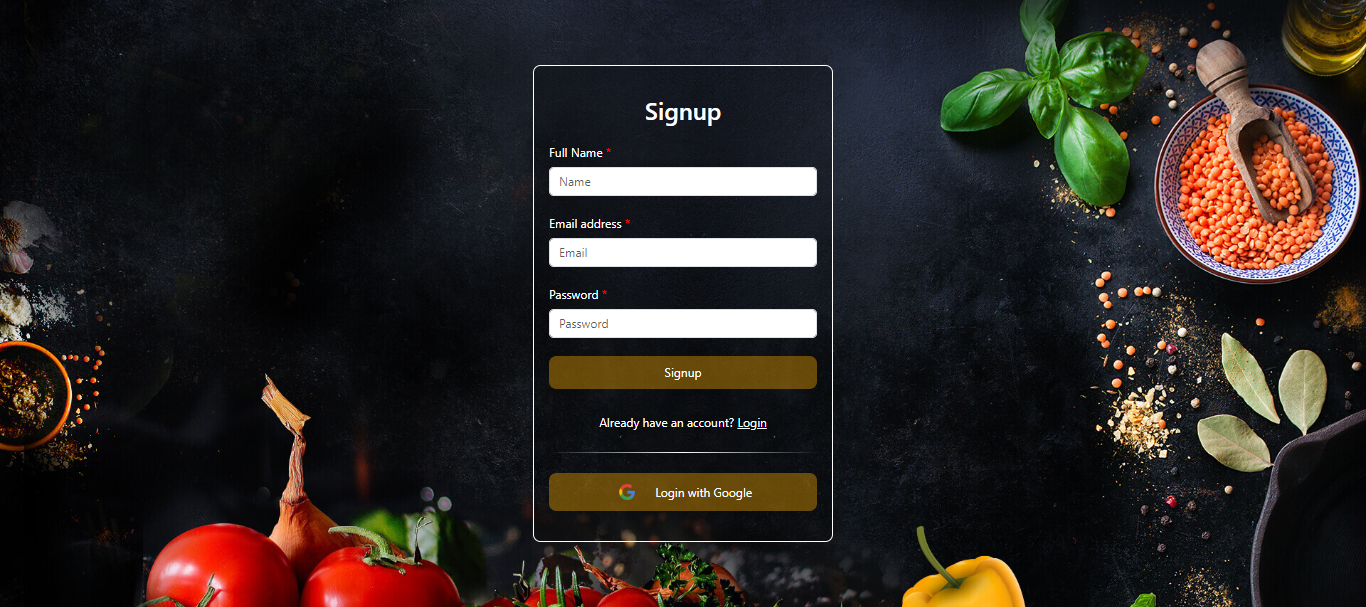 Signup
Full Name *
Name
Email address *
Email
Password *
Password
Signup
Already have an account? Login
Login with Google